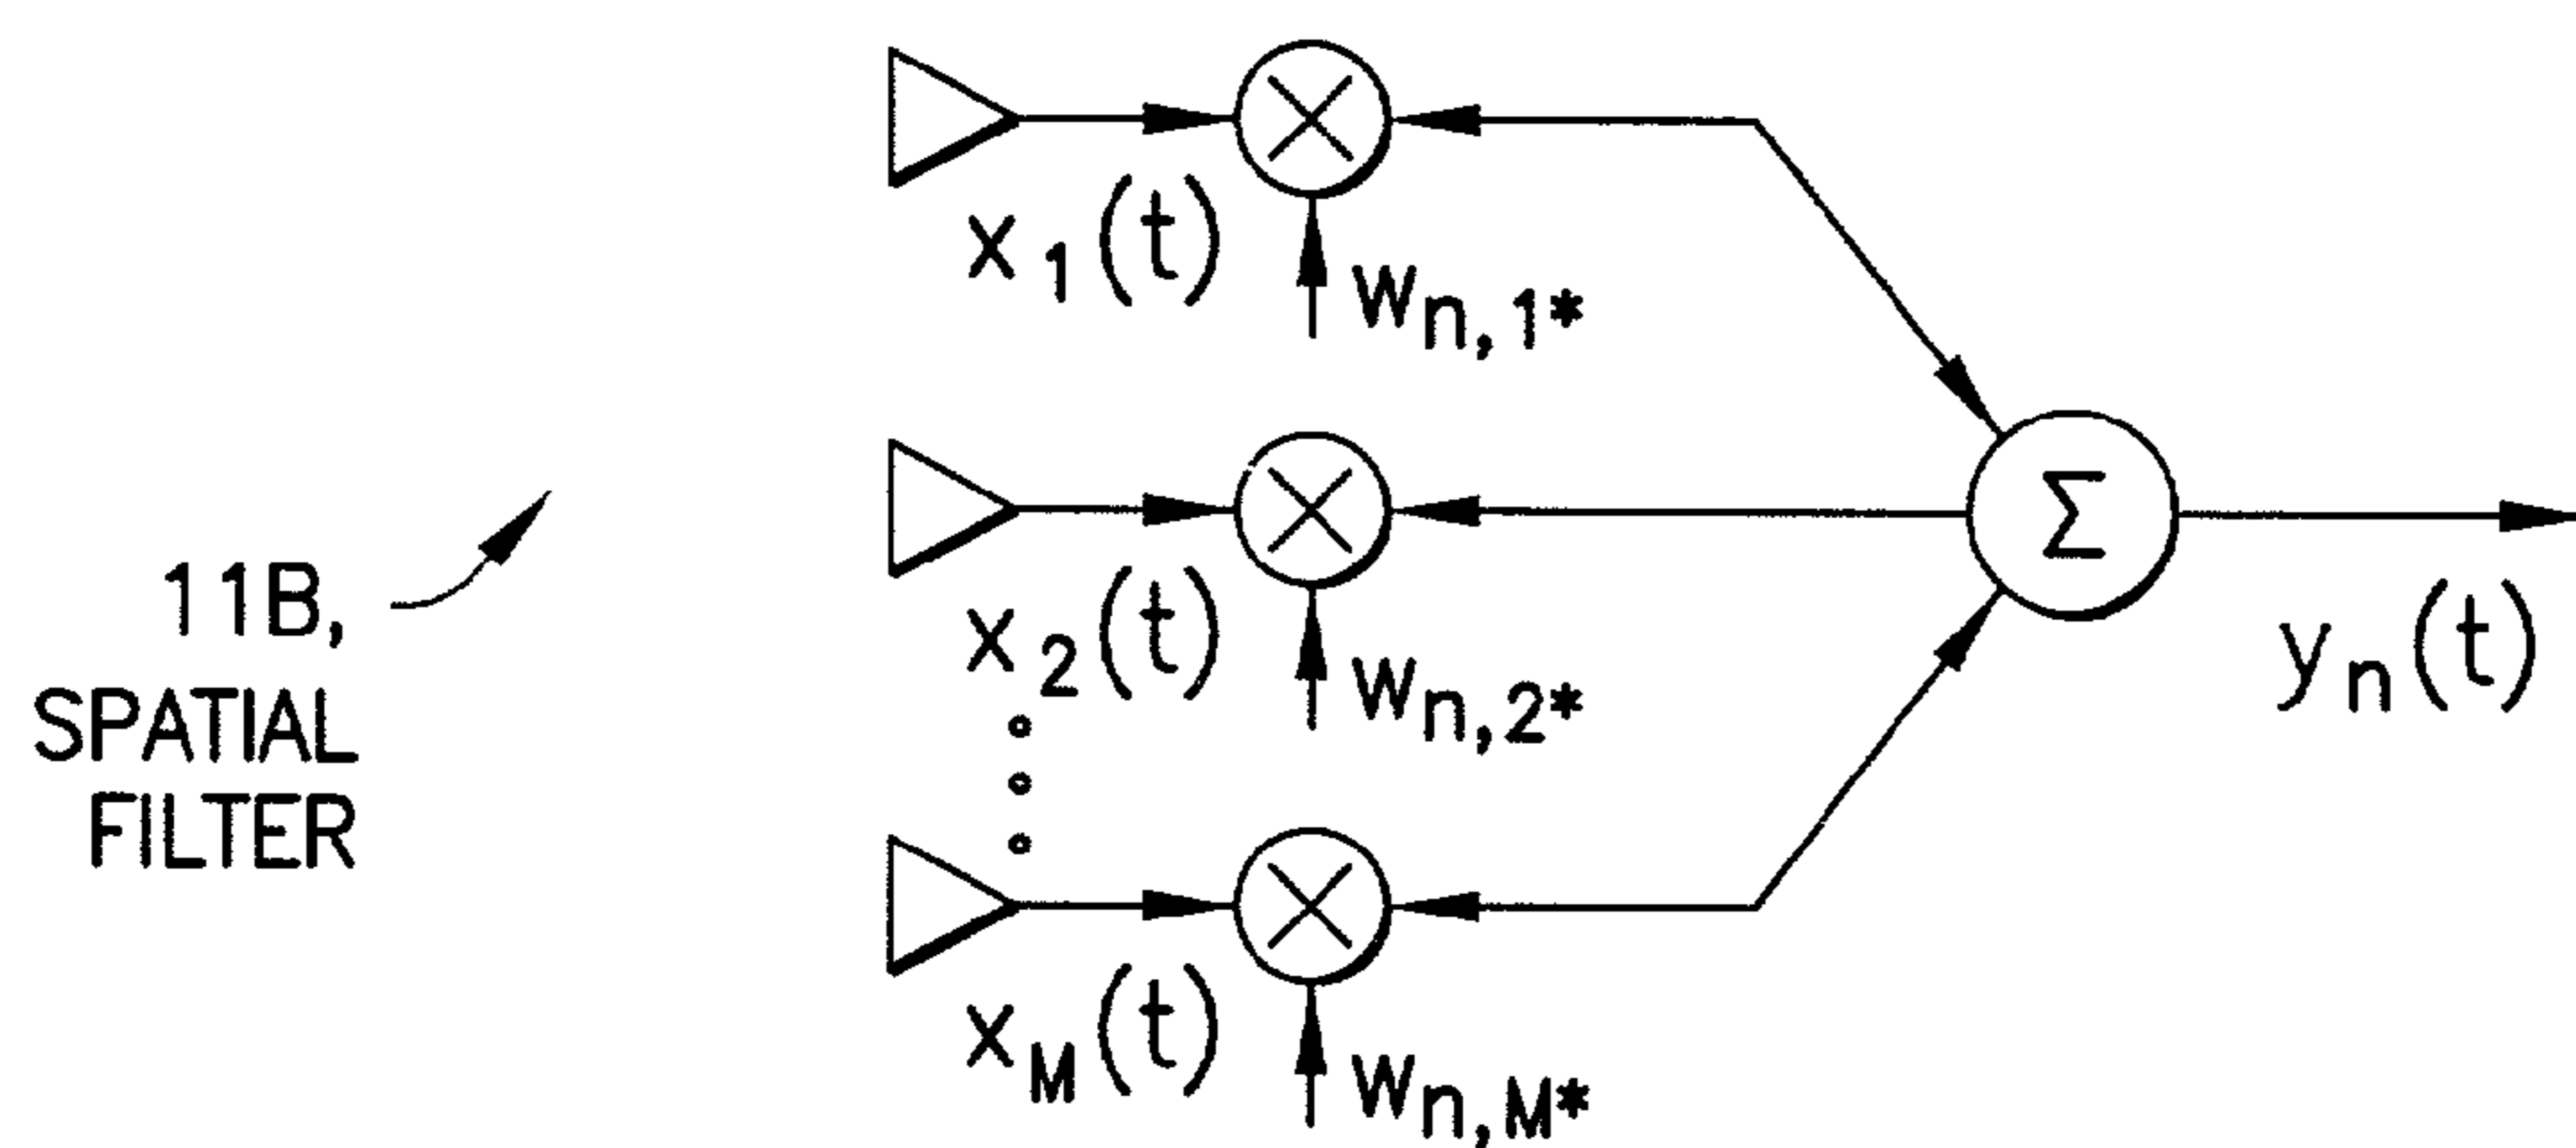 x1(t)
wn,1*
11B,
SPATIAL
FILTER
x2(t)
wn,2*
Σ
yn(t)
xM(t)
wn,M*